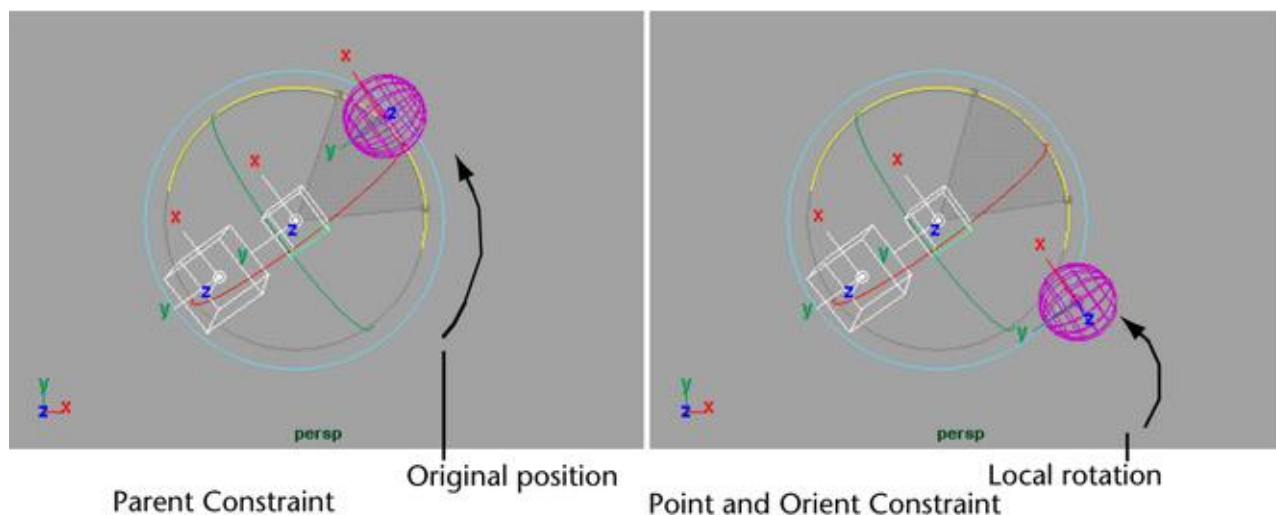 x
z
y
x
x
z
y
y
z
y
z x
persp
x
x
x
z
y
y
z
y
z
y
z x
persp
Original position
Local rotation
Parent Constraint
Point and Orient Constraint